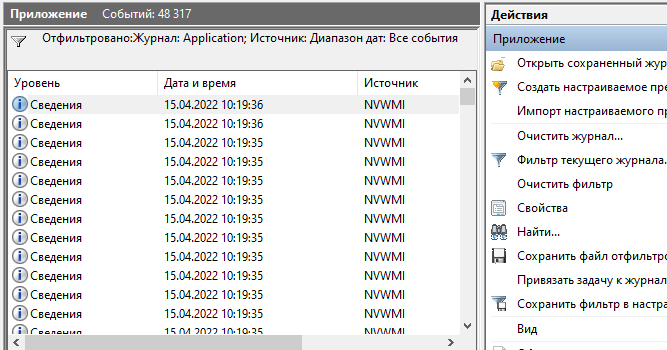 Приложение Событий: 48 317
Отфильтровано:Журнал: Application; Источник: Диапазон дат: Все события
Уровень Дата и время Источник
Сведения 15.04.2022 10:19:36 NVWMI
Сведения 15.04.2022 10:19:36 NVWMI
Сведения 15.04.2022 10:19:35 NVWMI
Сведения 15.04.2022 10:19:35 NVWMI
Сведения 15.04.2022 10:19:35 NVWMI
Сведения 15.04.2022 10:19:35 NVWMI
Сведения 15.04.2022 10:19:35 NVWMI
Сведения 15.04.2022 10:19:35 NVWMI
Сведения 15.04.2022 10:19:35 NVWMI
Сведения 15.04.2022 10:19:35 NVWMI
Сведения 15.04.2022 10:19:35 NVWMI
Сведения 15.04.2022 10:19:35 NVWMI
Действия
Приложение
Открыть сохраненный жур
Создать настраиваемое пре
Импорт настраиваемого пр
Очистить журнал...
Фильтр текущего журнала.
Очистить фильтр
Свойства
Найти...
Сохранить файл отфильтро
Привязать задачу к журнал
Сохранить фильтр в настра
Вид